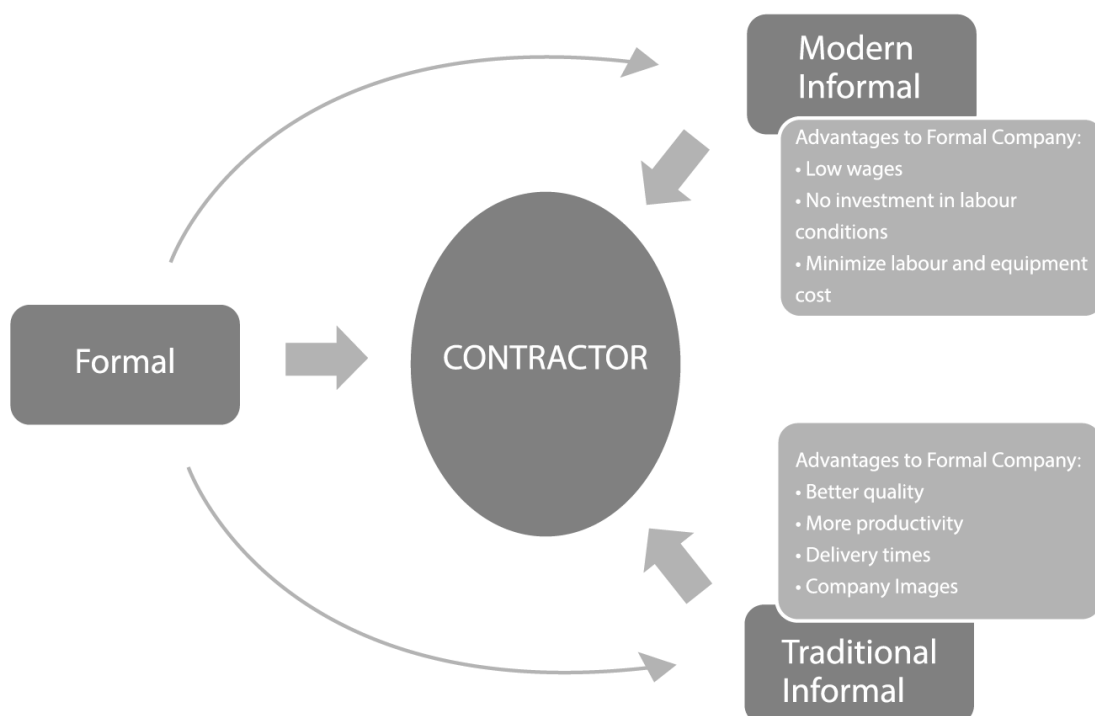 Modern
Informal
Advantages to Formal Company:
• Low wages
• No investment in labour
conditions
• Minimize labour and equipment
cost
Formal
CONTRACTOR
Advantages to Formal Company:
• Better quality
• More productivity
• Delivery times
• Company Images
Traditional
Informal